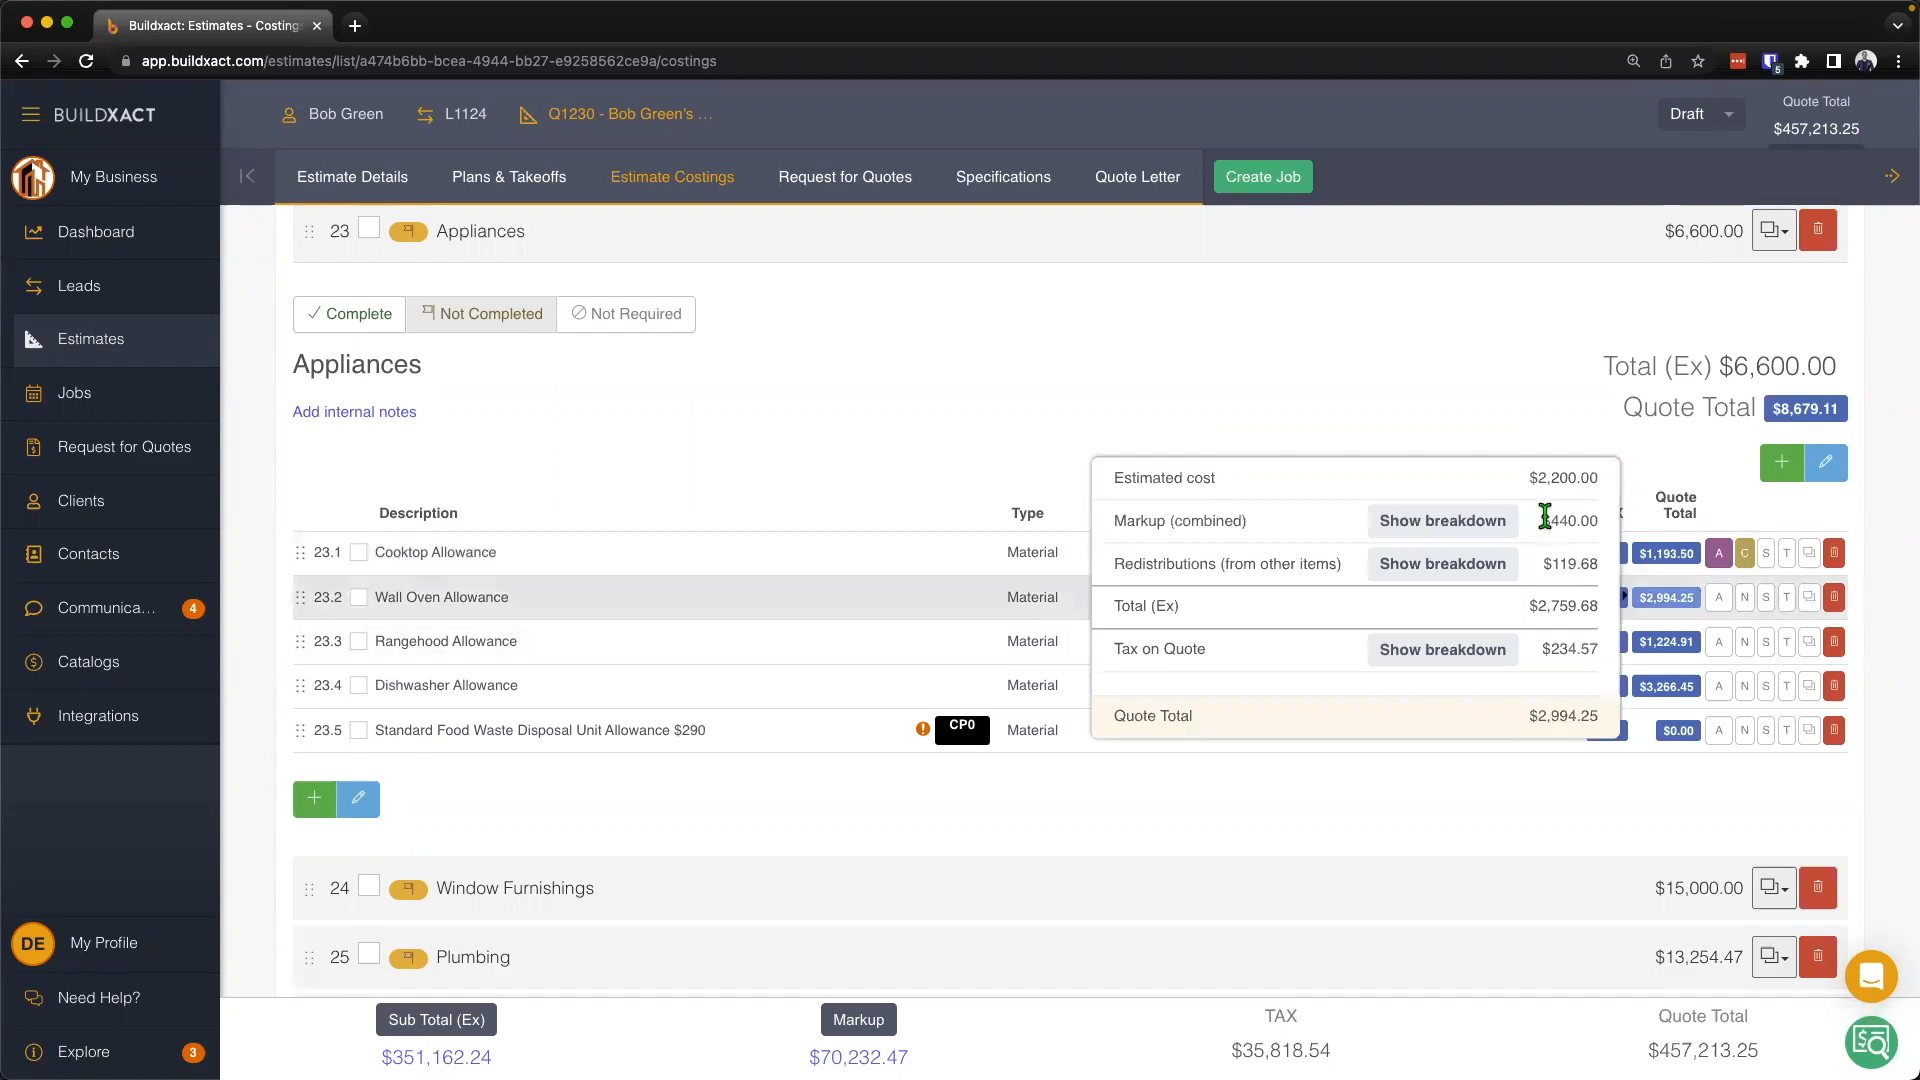 Buildxact: Estimates - Costing
app.buildxact.com/estimates/list/a474b6bb-bcea-4944-bb27-e9258562ce9a/costings
5
BUILDXACT
Bob Green
L1124
Q1230 - Bob Green's ...
Draft
Quote Total
$457,213.25
My Business
Estimate Details
Plans & Takeoffs
Estimate Costings
Request for Quotes
Specifications
Quote Letter
Create Job
Dashboard
Leads
Estimates
Jobs
Request for Quotes
Clients
Contacts
Communica... 4
Catalogs
Integrations
DE My Profile
Need Help?
Explore 3
23 Appliances $6,600.00
Complete Not Completed Not Required
Appliances
Total (Ex) $6,600.00
Quote Total $8,679.11
Add internal notes
Description Type Quote
Total
23.1 Cooktop Allowance Material $1,193.50 A C S T
23.2 Wall Oven Allowance Material $2,994.25 A N S T
23.3 Rangehood Allowance Material $1,224.91 A N S T
23.4 Dishwasher Allowance Material $3,266.45 A N S T
23.5 Standard Food Waste Disposal Unit Allowance $290 CP0 Material $0.00 A N S T
Estimated cost $2,200.00
Markup (combined) Show breakdown $440.00
Redistributions (from other items) Show breakdown $119.68
Total (Ex) $2,759.68
Tax on Quote Show breakdown $234.57
Quote Total $2,994.25
24 Window Furnishings $15,000.00
25 Plumbing $13,254.47
Sub Total (Ex) Markup TAX Quote Total
$351,162.24 $70,232.47 $35,818.54 $457,213.25